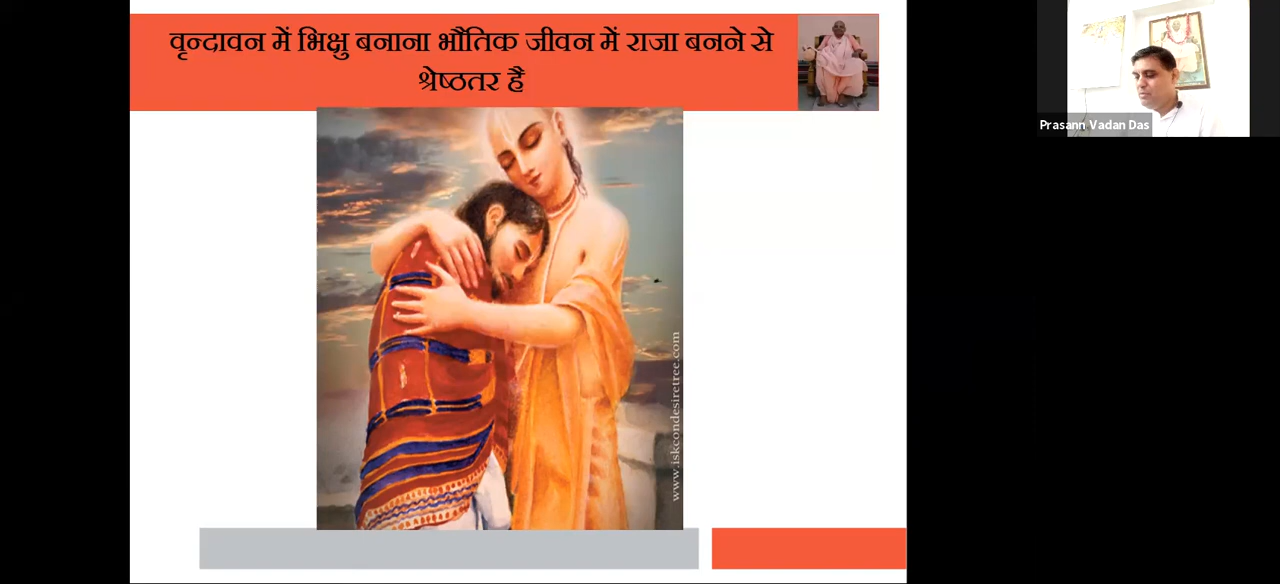 वृन्दावन में भिक्षु बनाना भौतिक जीवन में राजा बनने से
श्रेष्ठतर है
Prasann Vadan Das
www.iskcondesiretree.com